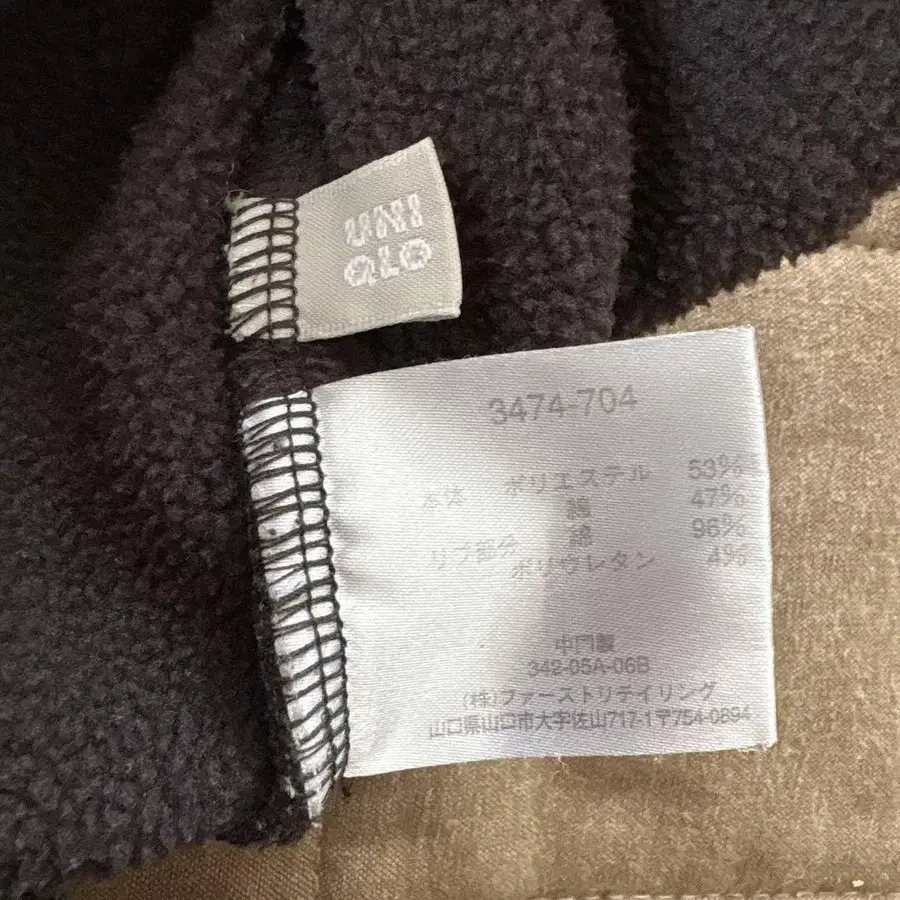 UNI
QLO
3474-704
本体 ポリエステル 53%
綿 47%
リブ部分 綿 96%
ポリウレタン 4%
中国製
342-05A-06B
(株)ファーストリテイリング
山口県山口市大字佐山717-1〒754-0894